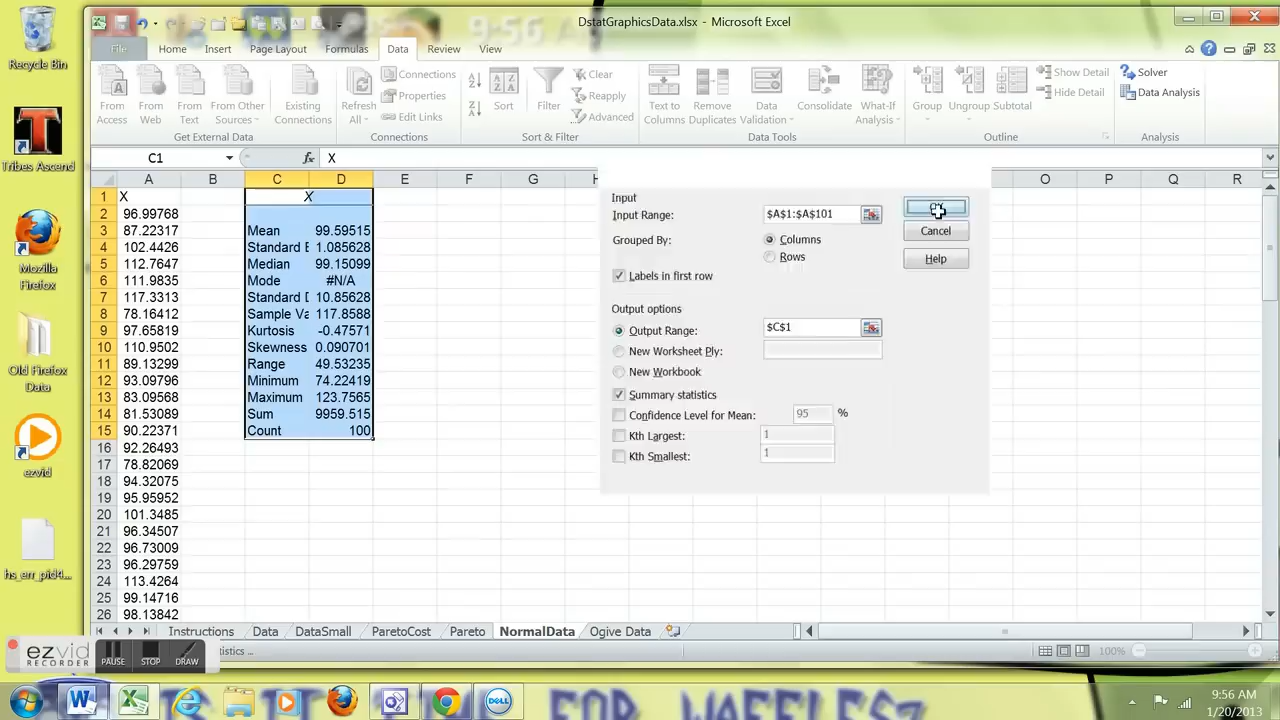 DstatGraphicsData.xlsx - Microsoft Excel
9:56 A
File Home Insert Page Layout Formulas Data Review View
From Access
From Web
From Text
From Other Sources
Existing Connections
Get External Data
Refresh All
Connections
Properties
Edit Links
Connections
Sort
Filter
Clear
Reapply
Advanced
Sort & Filter
Text to Columns
Remove Duplicates
Data Validation
Consolidate
What-If Analysis
Data Tools
Group
Ungroup
Subtotal
Show Detail
Hide Detail
Outline
Solver
Data Analysis
Analysis
C1 fx X
A B C D E F G H O P Q R
1 X X
2 96.99768
3 87.22317 Mean 99.59515
4 102.4426 Standard E 1.085628
5 112.7647 Median 99.15099
6 111.9835 Mode #N/A
7 117.3313 Standard D 10.85628
8 78.16412 Sample Va 117.8588
9 97.65819 Kurtosis -0.47571
10 110.9502 Skewness 0.090701
11 89.13299 Range 49.53235
12 93.09796 Minimum 74.22419
13 83.09568 Maximum 123.7565
14 81.53089 Sum 9959.515
15 90.22371 Count 100
16 92.26493
17 78.82069
18 94.32075
19 95.95952
20 101.3485
21 96.34507
22 96.73009
23 96.29759
24 113.4264
25 99.14716
26 98.13842
Input
Input Range: $A$1:$A$101
Grouped By: Columns
Rows
Labels in first row
Cancel
Help
Output options
Output Range: $C$1
New Worksheet Ply:
New Workbook
Summary statistics
Confidence Level for Mean: 95 %
Kth Largest: 1
Kth Smallest: 1
Instructions Data DataSmall ParetoCost Pareto NormalData Ogive Data
tistics ...
100%
Recycle Bin
Tribes Ascend
Mozilla Firefox
Old Firefox Data
ezvid
hs_err_pid4...
ezvid
RECORDER
PAUSE STOP DRAW
DELL
FOR
9:56 AM
1/20/2013